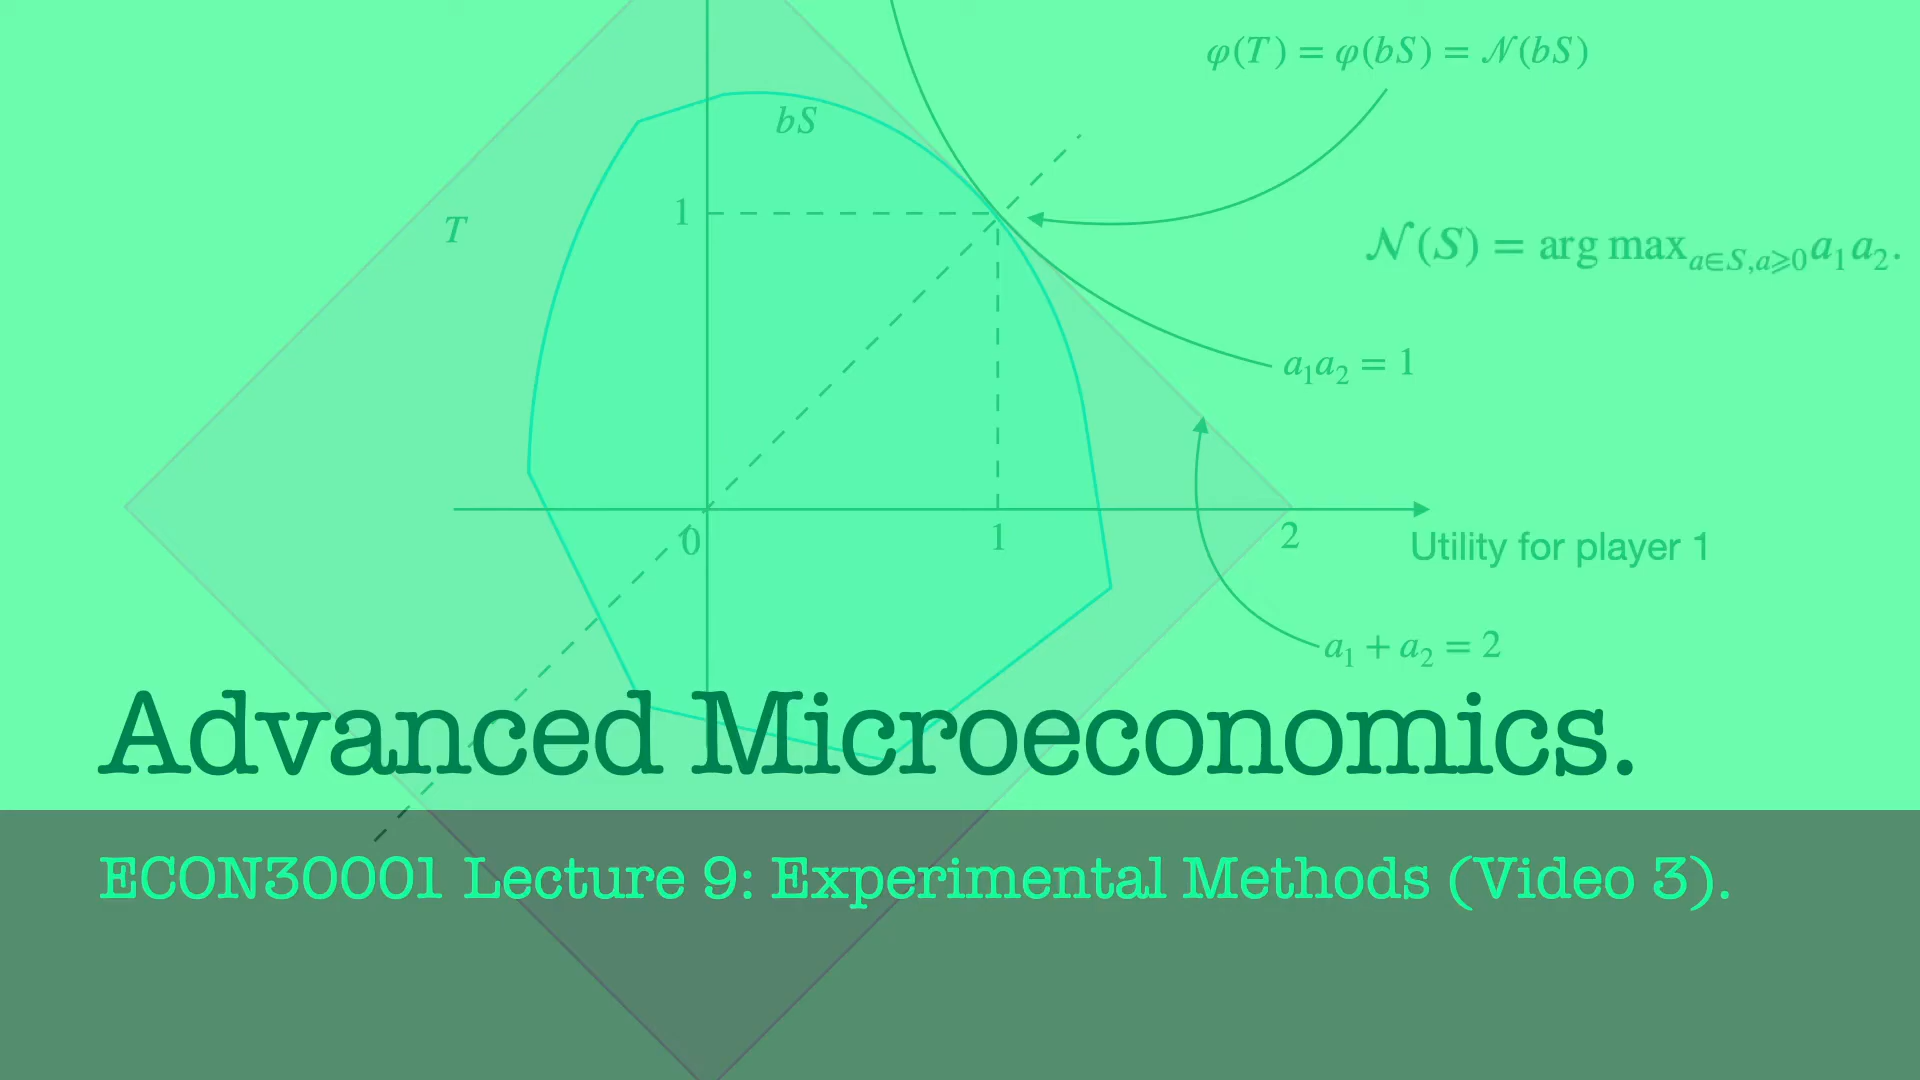 φ(T) = φ(bS) = 𝒩(bS)
bS
T
1
𝒩(S) = arg max_{a∈S,a⩾0} a₁a₂.
a₁a₂ = 1
0
1
2
Utility for player 1
a₁ + a₂ = 2
Advanced Microeconomics.
ECON30001 Lecture 9: Experimental Methods (Video 3).